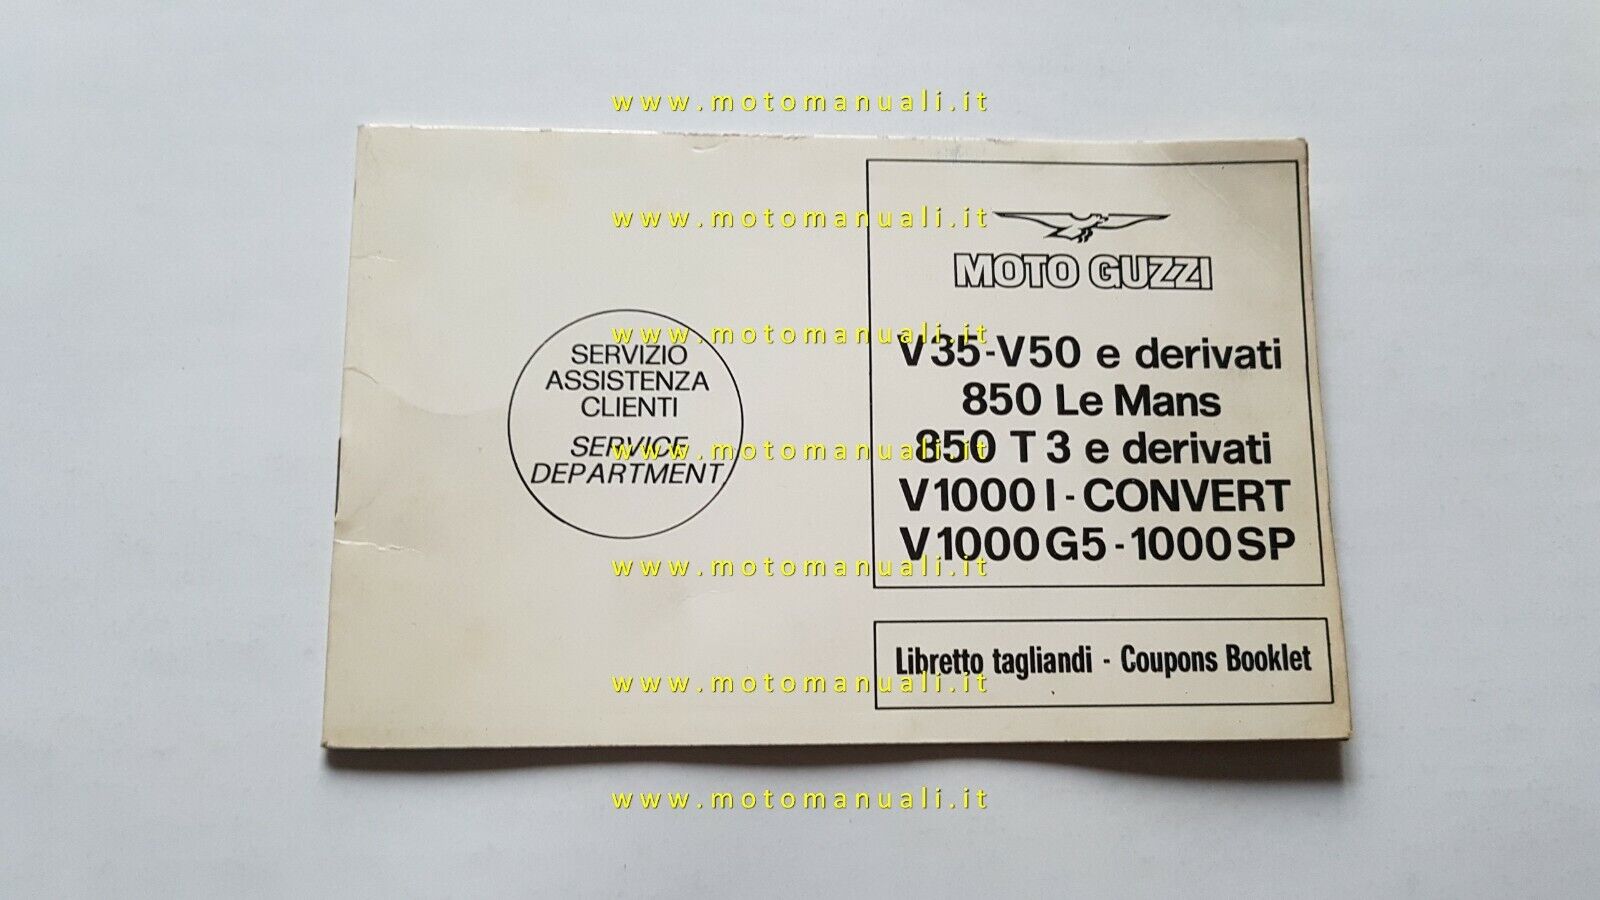 www.motomanuali.it
www.motomanuali.it
www.motomanuali.it
www.motomanuali.it
www.motomanuali.it
www.motomanuali.it
www.motomanuali.it
SERVIZIO
ASSISTENZA
CLIENTI
SERVICE
DEPARTMENT
MOTO GUZZI
V35-V50 e derivati
850 Le Mans
850 T3 e derivati
V1000 I - CONVERT
V1000 G5 - 1000 SP
Libretto tagliandi - Coupons Booklet